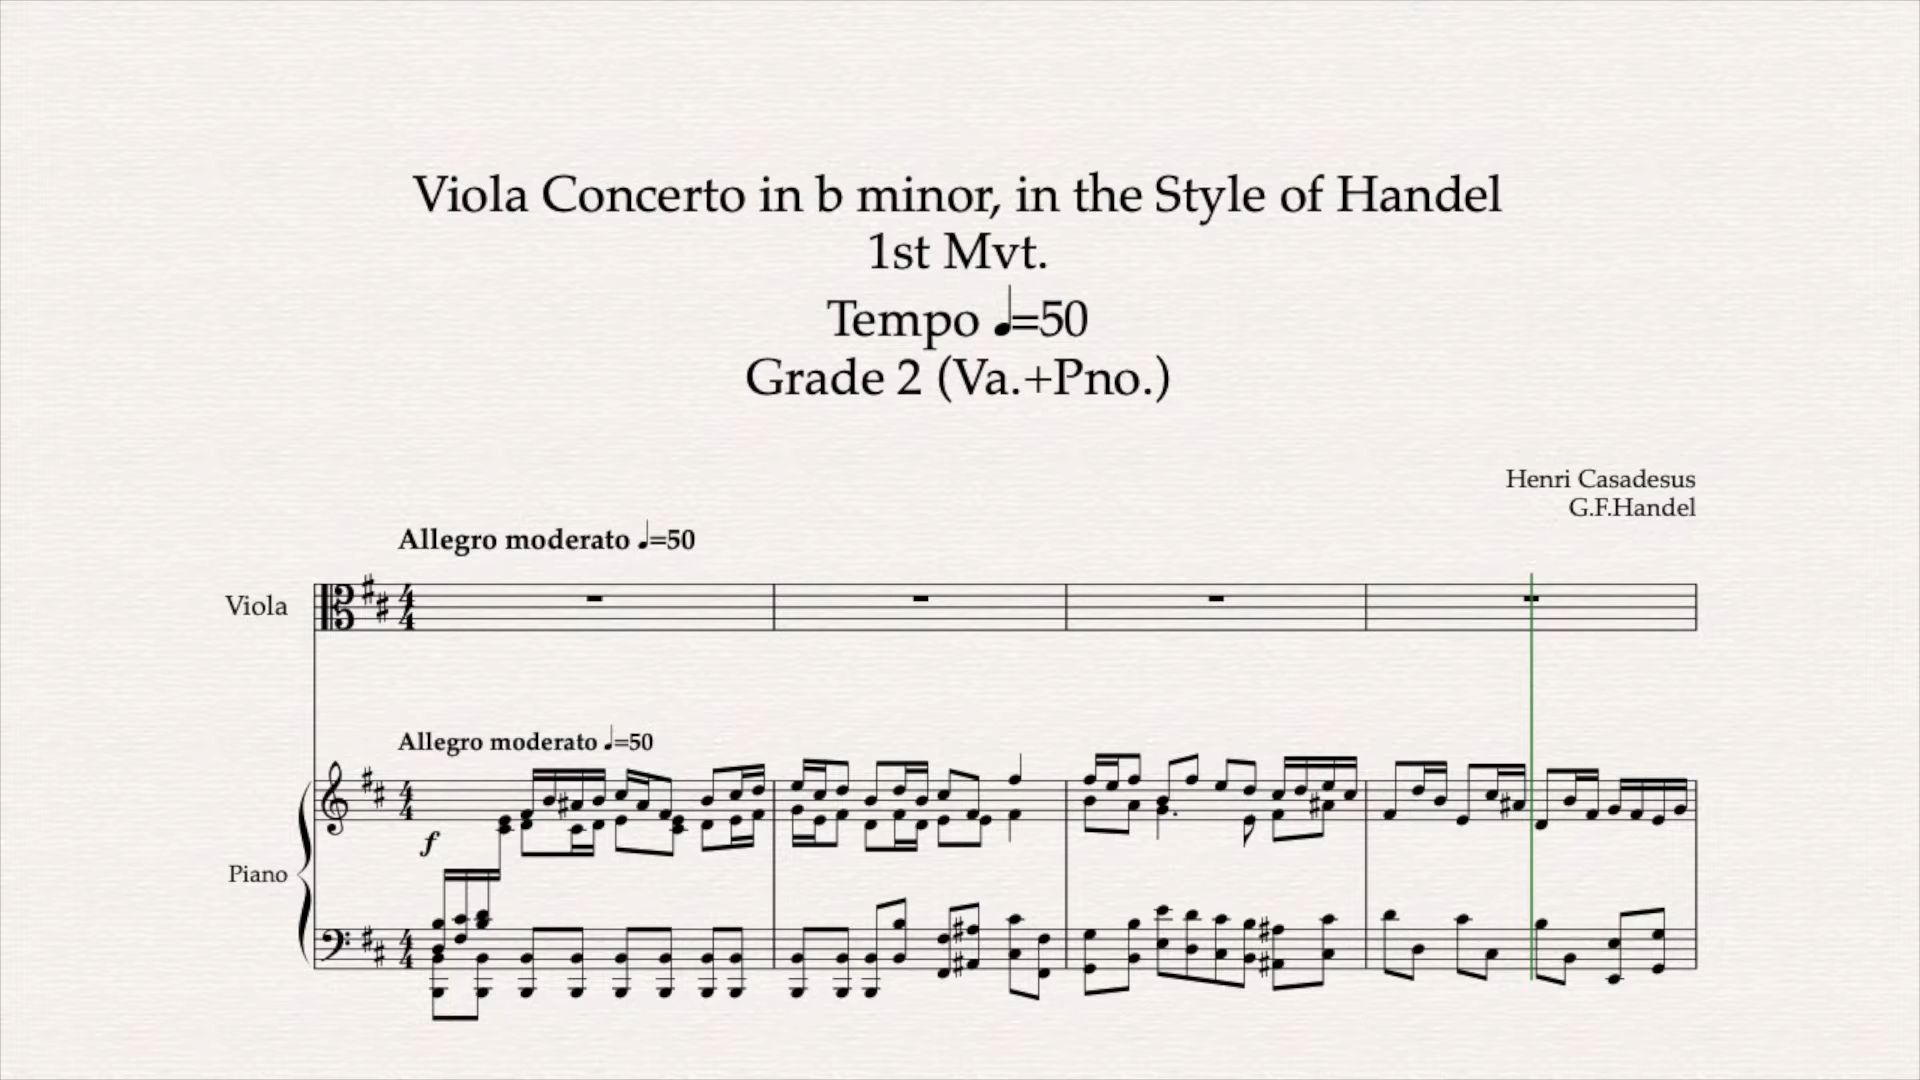 Viola Concerto in b minor, in the Style of Handel
1st Mvt.
Tempo ♩=50
Grade 2 (Va.+Pno.)
Henri Casadesus
G.F.Handel
Allegro moderato ♩=50
Viola
Allegro moderato ♩=50
f
Piano